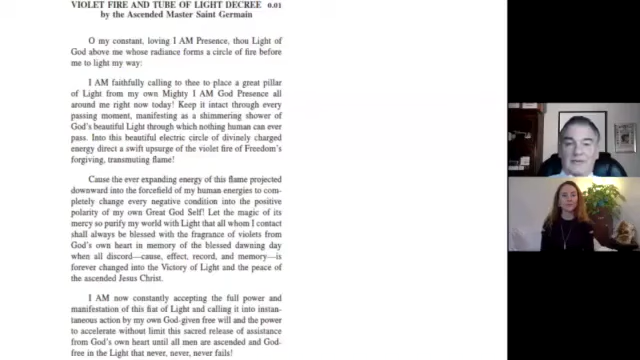 VIOLET FIRE AND TUBE OF LIGHT DECREE 0.01
by the Ascended Master Saint Germain
O my constant, loving I AM Presence, thou Light of
God above me whose radiance forms a circle of fire before
me to light my way:
I AM faithfully calling to thee to place a great pillar
of Light from my own Mighty I AM God Presence all
around me right now today! Keep it intact through every
passing moment, manifesting as a shimmering shower of
God's beautiful Light through which nothing human can ever
pass. Into this beautiful electric circle of divinely charged
energy direct a swift upsurge of the violet fire of Freedom's
forgiving, transmuting flame!
Cause the ever expanding energy of this flame projected
downward into the forcefield of my human energies to com-
pletely change every negative condition into the positive
polarity of my own Great God Self! Let the magic of its
mercy so purify my world with Light that all whom I contact
shall always be blessed with the fragrance of violets from
God's own heart in memory of the blessed dawning day
when all discord—cause, effect, record, and memory—is
forever changed into the Victory of Light and the peace of
the ascended Jesus Christ.
I AM now constantly accepting the full power and
manifestation of this fiat of Light and calling it into instan-
taneous action by my own God-given free will and the power
to accelerate without limit this sacred release of assistance
from God's own heart until all men are ascended and God-
free in the Light that never, never, never fails!